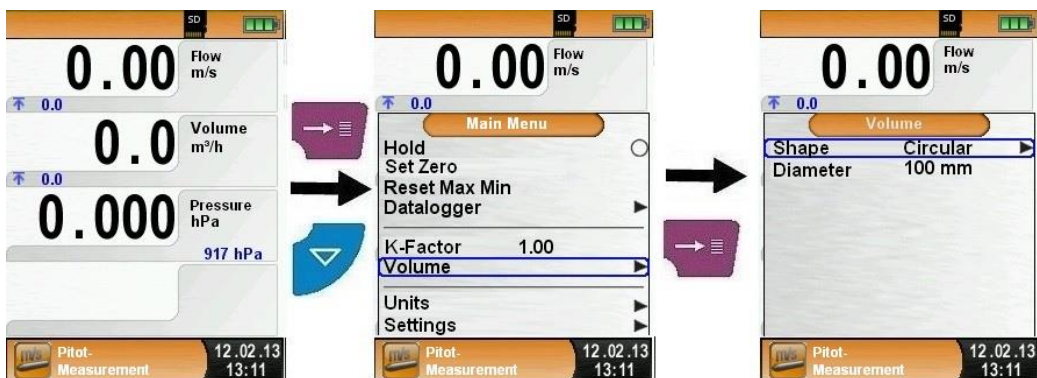 SD
0.00 Flow m/s
0.0
0.0 Volume m³/h
0.0
0.000 Pressure hPa
917 hPa
m/s Pitot-Measurement 12.02.13 13:11
SD
0.00 Flow m/s
0.0
Main Menu
Hold
Set Zero
Reset Max Min
Datalogger
K-Factor 1.00
Volume
Units
Settings
m/s Pitot-Measurement 12.02.13 13:11
SD
0.00 Flow m/s
0.0
Volume
Shape Circular
Diameter 100 mm
m/s Pitot-Measurement 12.02.13 13:11